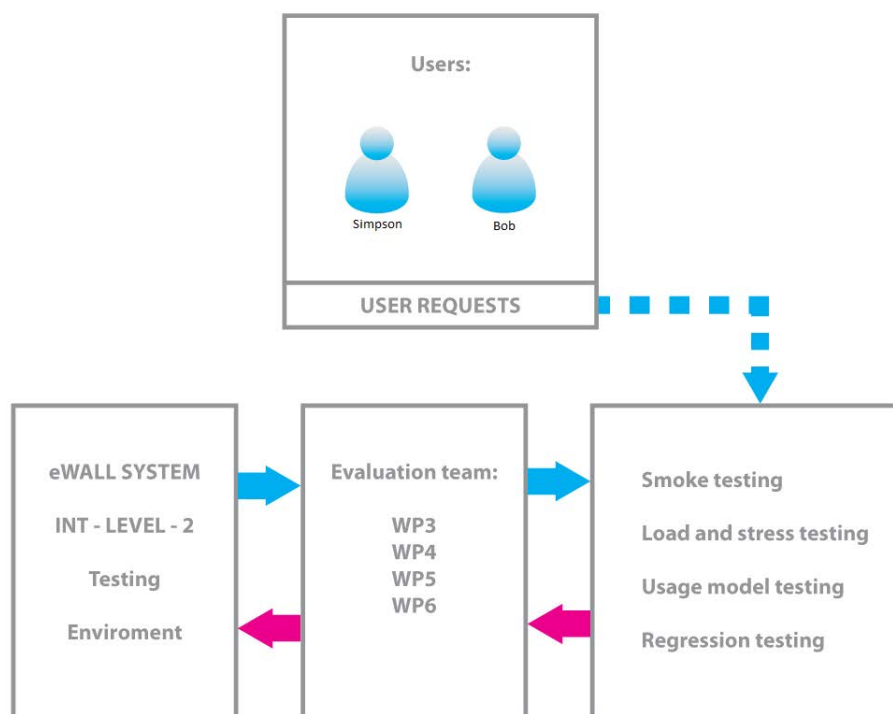 Users:
Simpson
Bob
USER REQUESTS
eWALL SYSTEM
INT - LEVEL - 2
Testing
Enviroment
Evaluation team:
WP3
WP4
WP5
WP6
Smoke testing
Load and stress testing
Usage model testing
Regression testing